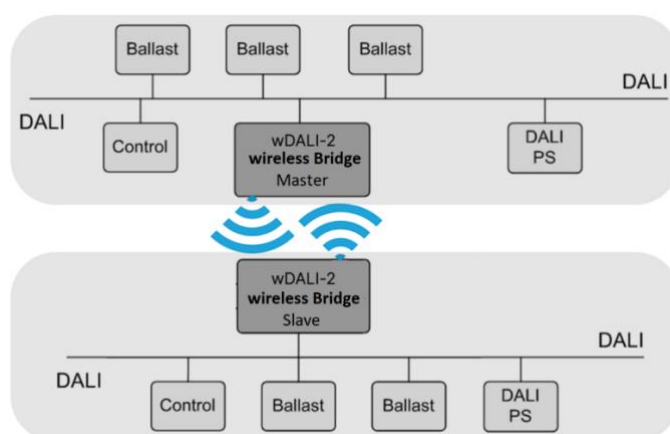 Ballast
Ballast
Ballast
DALI
DALI
Control
wDALI-2
wireless Bridge
Master
DALI
PS
wDALI-2
wireless Bridge
Slave
DALI
DALI
Control
Ballast
Ballast
DALI
PS